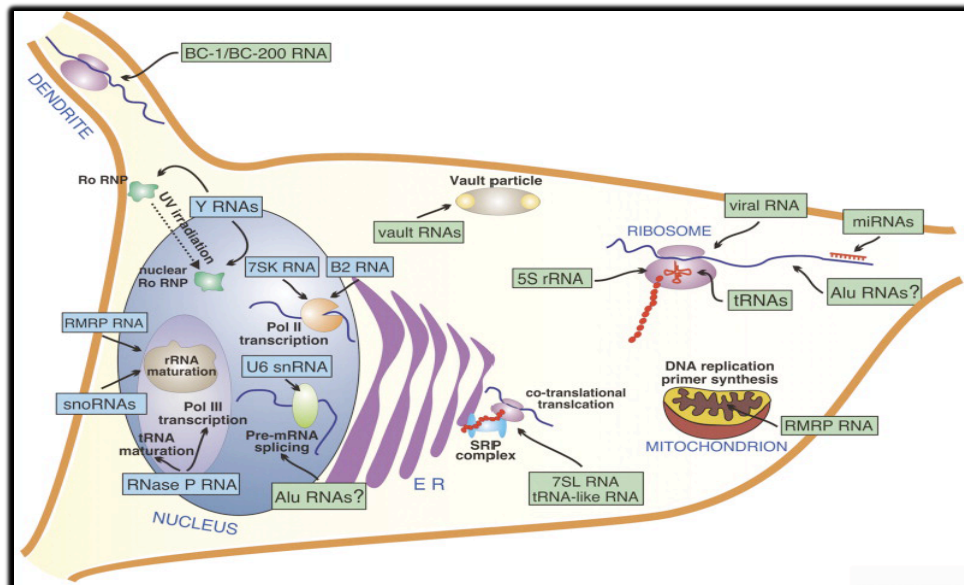 BC-1/BC-200 RNA
DENDRITE
Ro RNP
UV irradiation
Y RNAs
nuclear
Ro RNP
Vault particle
vault RNAs
viral RNA
miRNAs
RIBOSOME
5S rRNA
tRNAs
Alu RNAs?
7SK RNA
B2 RNA
Pol II
transcription
RMRP RNA
rRNA
maturation
snoRNAs
U6 snRNA
Pol III
transcription
tRNA
maturation
Pre-mRNA
splicing
RNase P RNA
Alu RNAs?
NUCLEUS
E R
co-translational
translcation
SRIP
complex
7SL RNA
tRNA-like RNA
DNA replication
primer synthesis
RMRP RNA
MITOCHONDRION